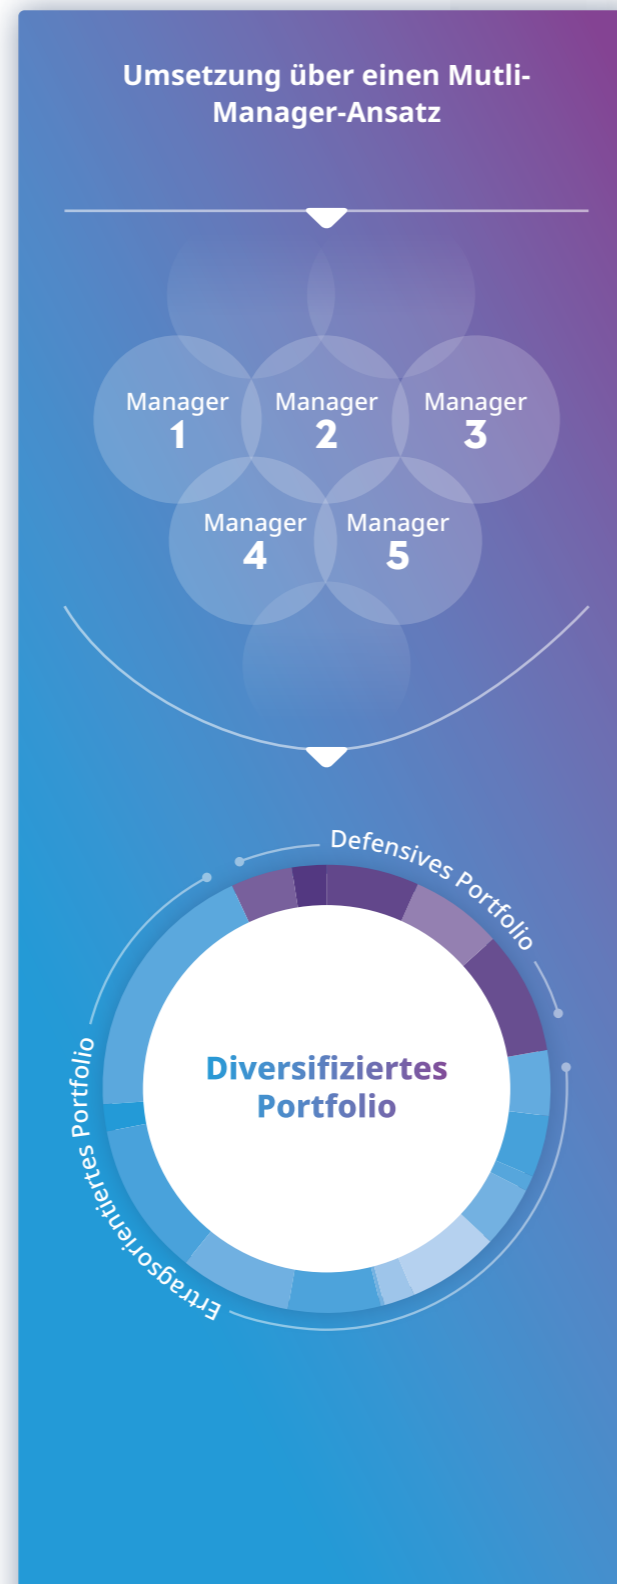 Umsetzung über einen Mutli-
Manager-Ansatz
Manager
1
Manager
2
Manager
3
Manager
4
Manager
5
Defensives Portfolio
Diversifiziertes
Portfolio
Ertragsorientiertes Portfolio